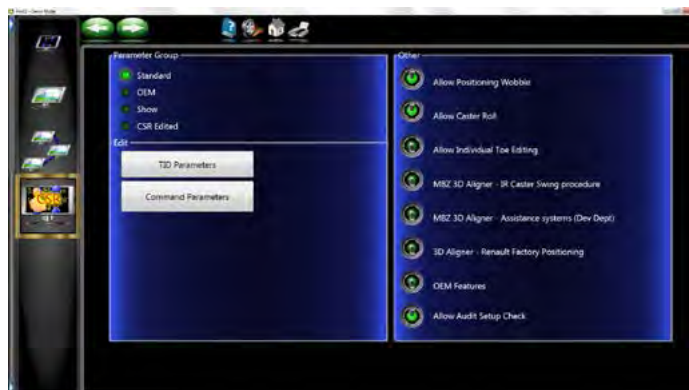 Parameter Group
Standard
OEM
Show
CSR Edited
Edit
TID Parameters
Command Parameters
Other
Allow Positioning Wobble
Allow Caster Roll
Allow Individual Toe Editing
MBZ 3D Aligner - IR Caster Swing procedure
MBZ 3D Aligner - Assistance systems (Dev Dept)
3D Aligner - Renault Factory Positioning
OEM Features
Allow Audit Setup Check
CSR